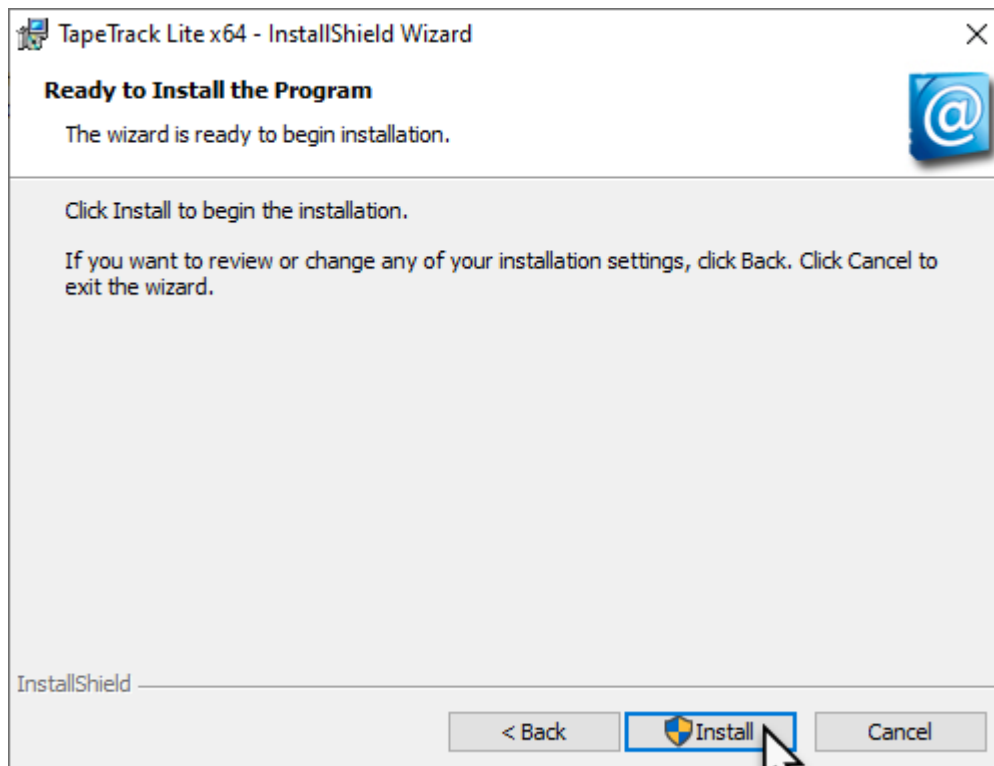 TapeTrack Lite x64 - InstallShield Wizard
Ready to Install the Program
The wizard is ready to begin installation.
@
Click Install to begin the installation.
If you want to review or change any of your installation settings, click Back. Click Cancel to
exit the wizard.
InstallShield
< Back
Install
Cancel